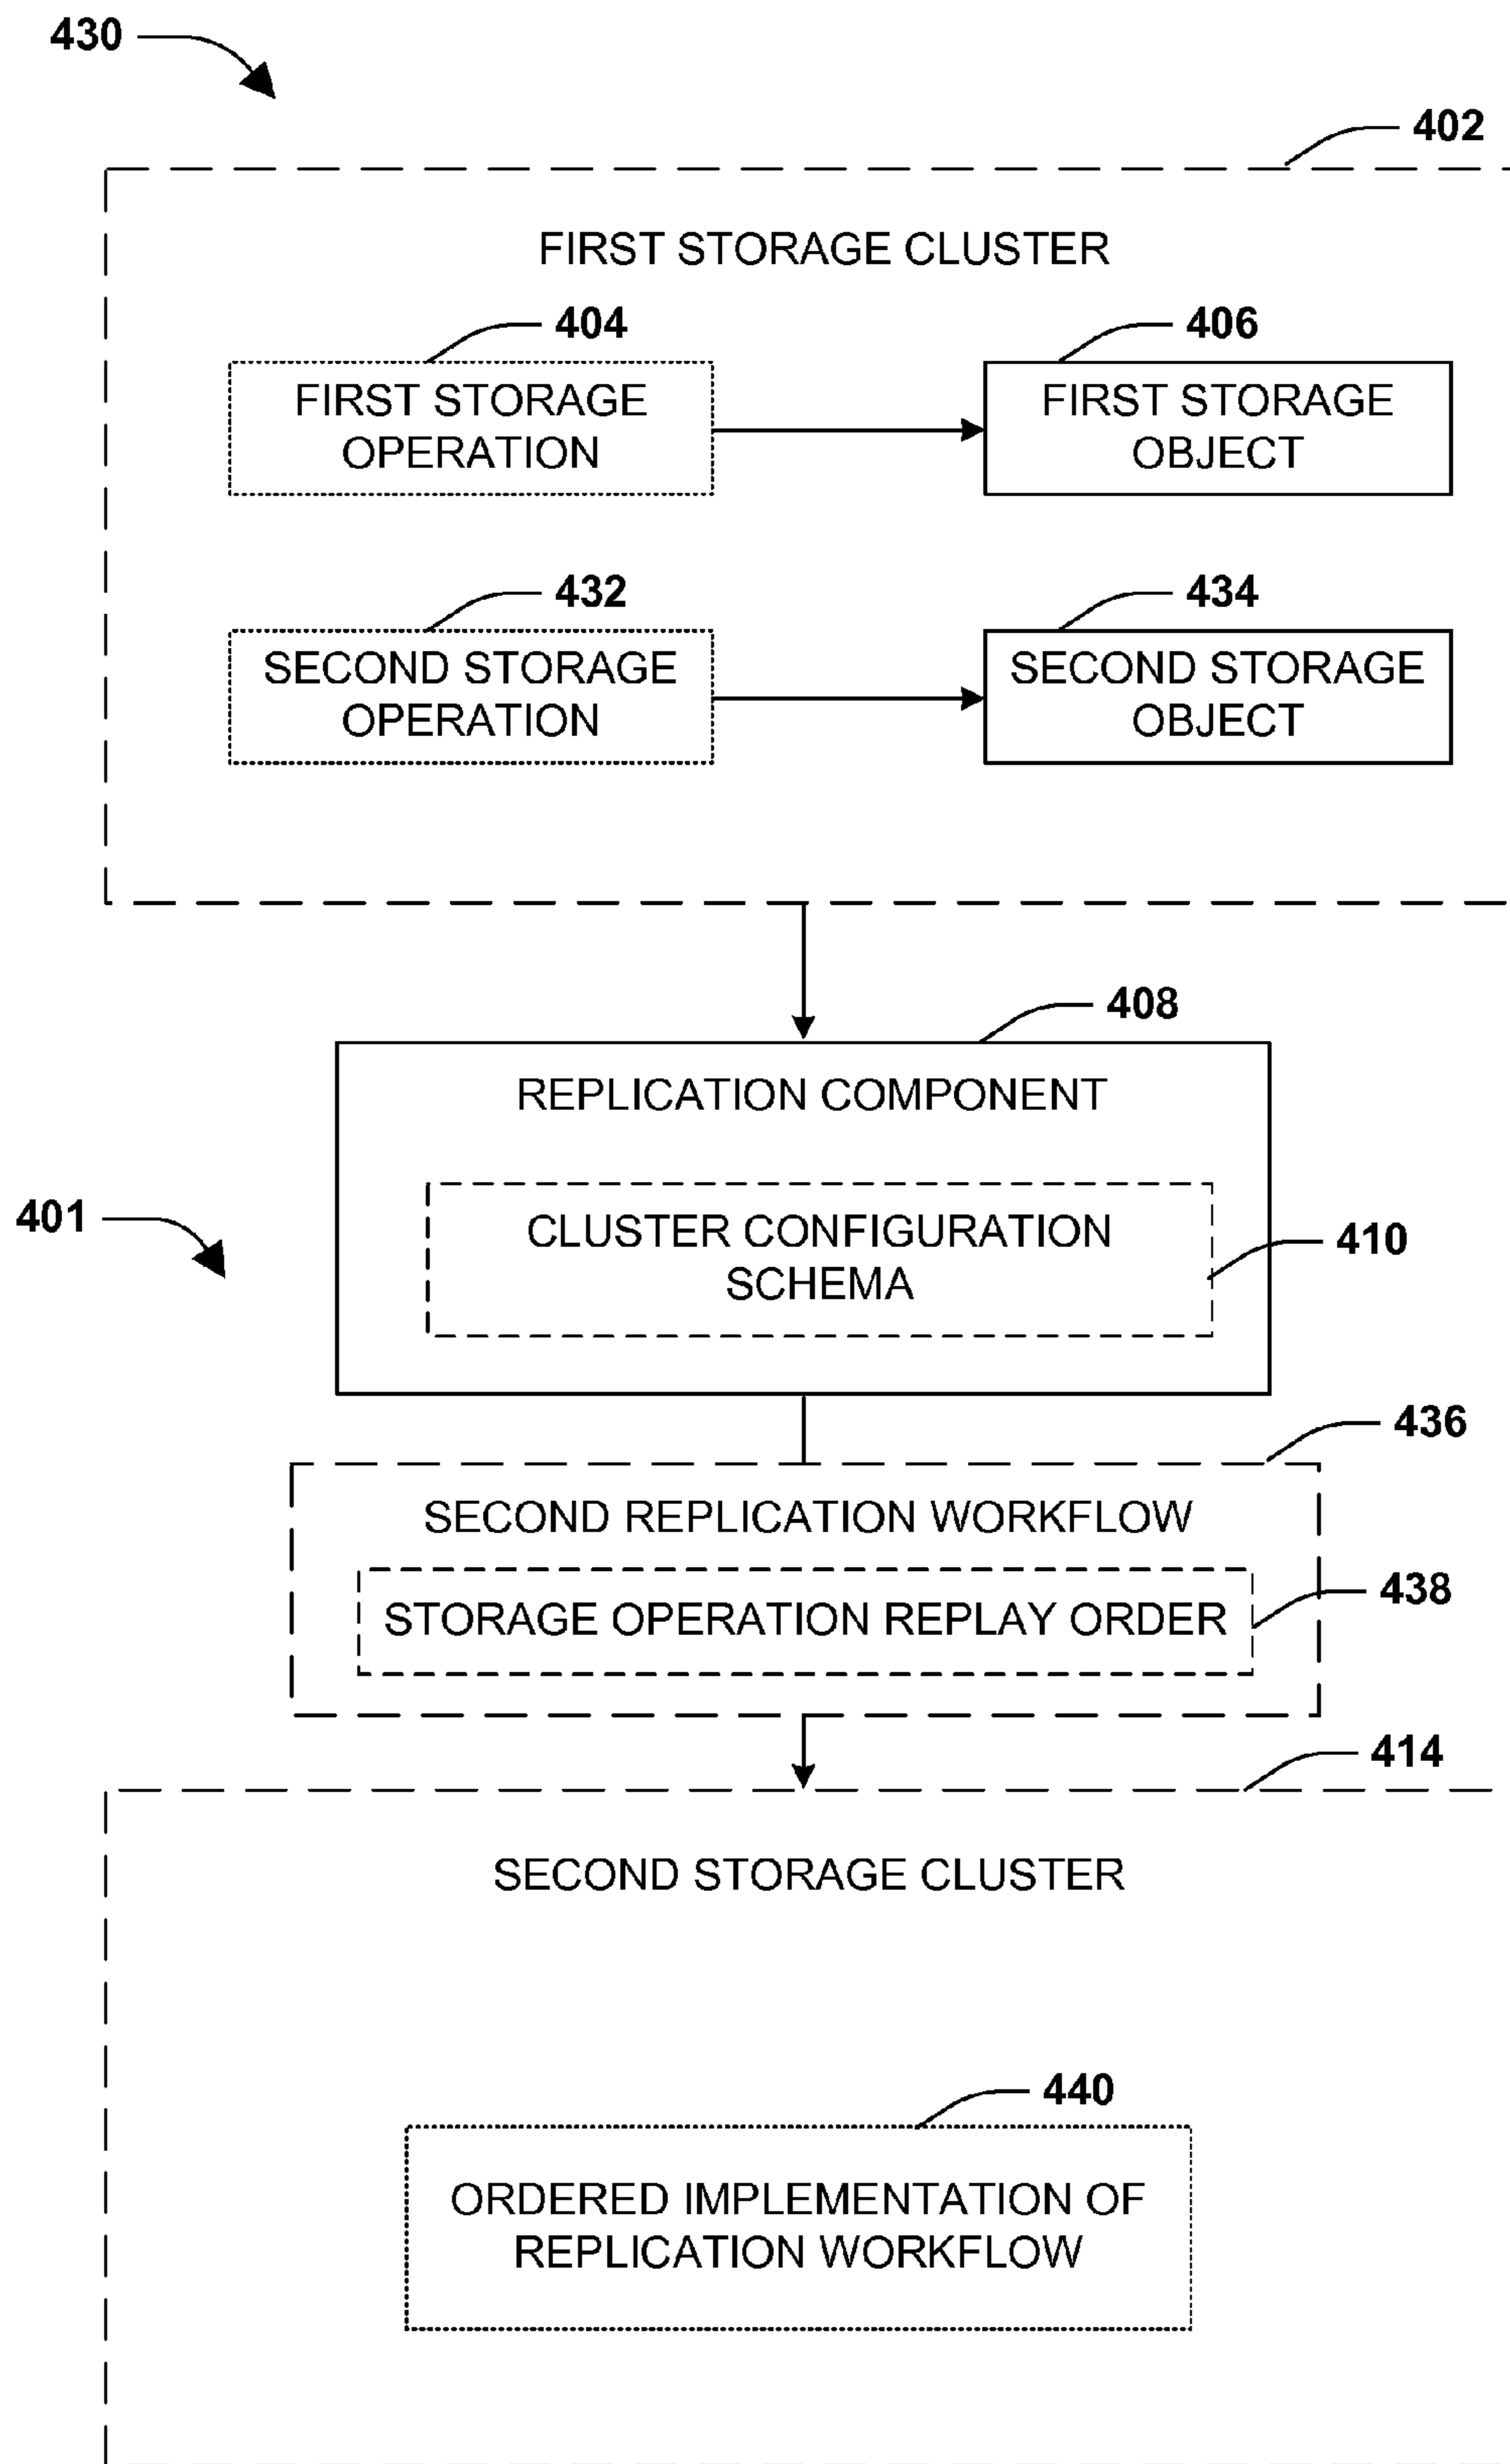 430
402
FIRST STORAGE CLUSTER
404
406
FIRST STORAGE
OPERATION
FIRST STORAGE
OBJECT
432
434
SECOND STORAGE
OPERATION
SECOND STORAGE
OBJECT
408
REPLICATION COMPONENT
401
CLUSTER CONFIGURATION
SCHEMA
410
436
SECOND REPLICATION WORKFLOW
438
STORAGE OPERATION REPLAY ORDER
414
SECOND STORAGE CLUSTER
440
ORDERED IMPLEMENTATION OF
REPLICATION WORKFLOW